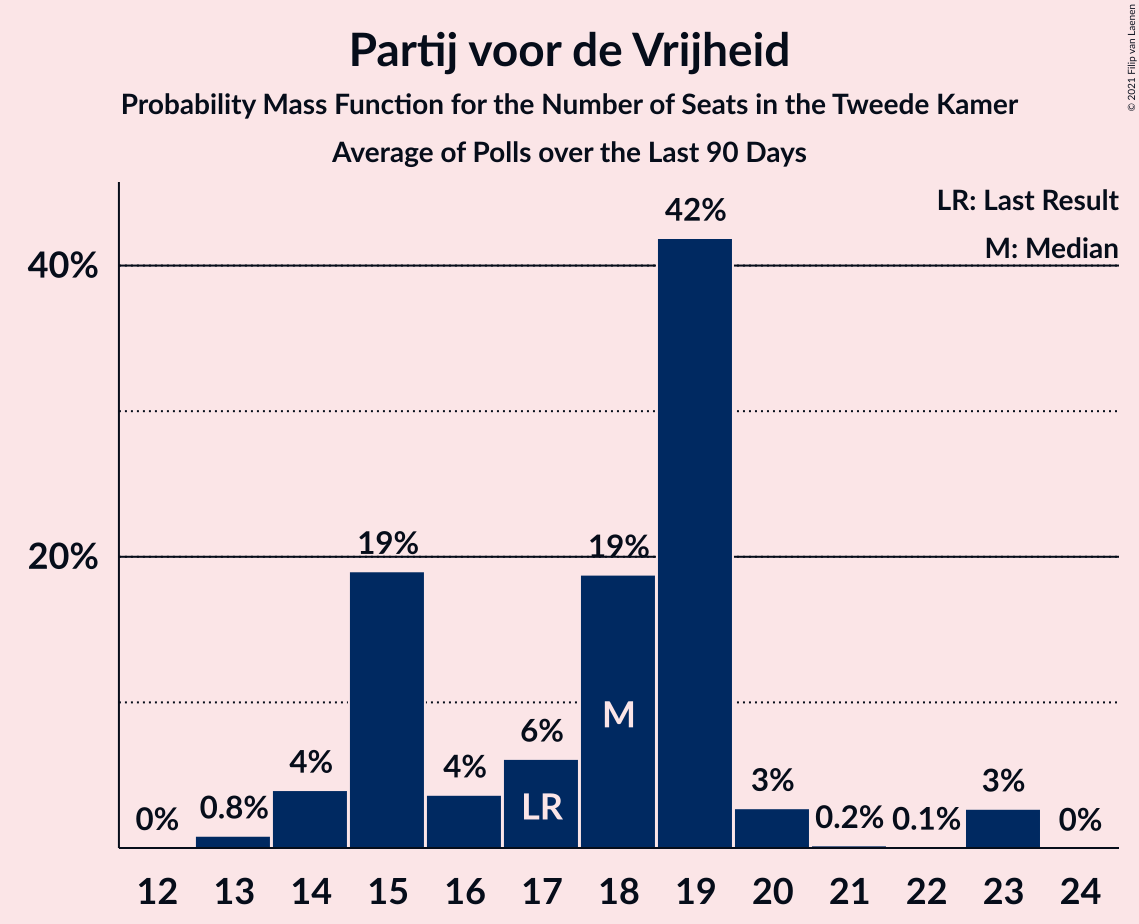 Partij voor de Vrijheid
Probability Mass Function for the Number of Seats in the Tweede Kamer
Average of Polls over the Last 90 Days
© 2021 Filip van Laenen
LR: Last Result
M: Median
40%
20%
0%
0.8%
4%
19%
4%
6%
19%
42%
3%
0.2%
0.1%
3%
0%
LR
M
12 13 14 15 16 17 18 19 20 21 22 23 24